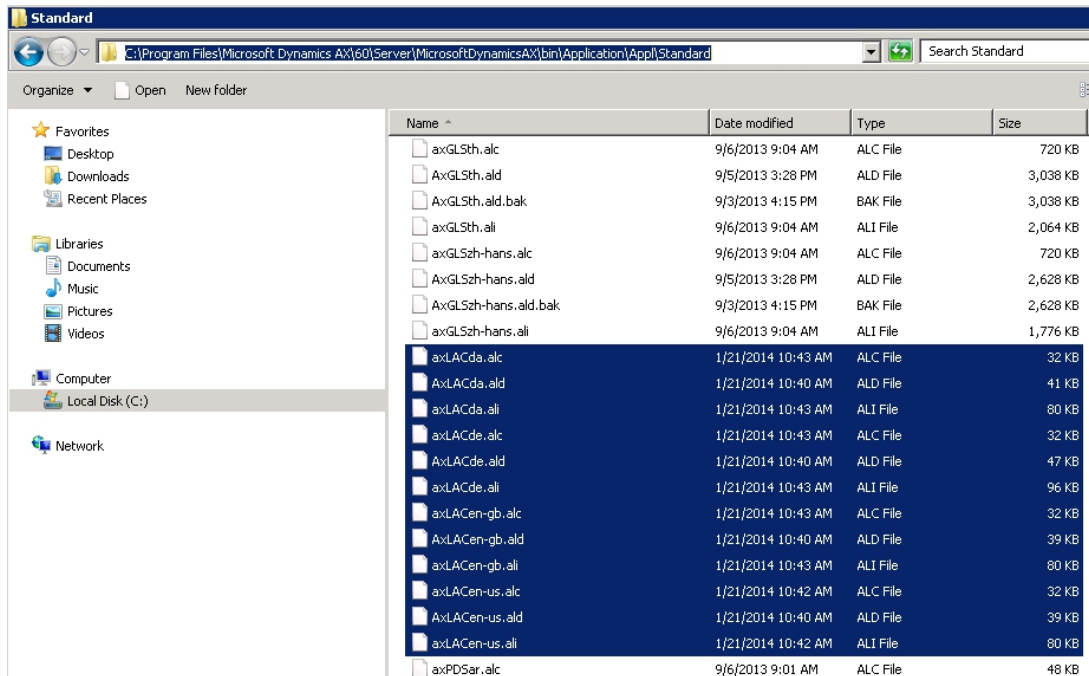 Standard
C:\Program Files\Microsoft Dynamics AX\60\Server\MicrosoftDynamicsAX\bin\Application\Appl\Standard
Search Standard
Organize Open New folder
Favorites
Desktop
Downloads
Recent Places
Libraries
Documents
Music
Pictures
Videos
Computer
Local Disk (C:)
Network
Name Date modified Type Size
axGLSth.alc 9/6/2013 9:04 AM ALC File 720 KB
AxGLSth.ald 9/5/2013 3:28 PM ALD File 3,038 KB
AxGLSth.ald.bak 9/3/2013 4:15 PM BAK File 3,038 KB
axGLSth.ali 9/6/2013 9:04 AM ALI File 2,064 KB
axGLSzh-hans.alc 9/6/2013 9:04 AM ALC File 720 KB
AxGLSzh-hans.ald 9/5/2013 3:28 PM ALD File 2,628 KB
AxGLSzh-hans.ald.bak 9/3/2013 4:15 PM BAK File 2,628 KB
axGLSzh-hans.ali 9/6/2013 9:04 AM ALI File 1,776 KB
axLACda.alc 1/21/2014 10:43 AM ALC File 32 KB
AxLACda.ald 1/21/2014 10:40 AM ALD File 41 KB
axLACda.ali 1/21/2014 10:43 AM ALI File 80 KB
axLACde.alc 1/21/2014 10:43 AM ALC File 32 KB
AxLACde.ald 1/21/2014 10:40 AM ALD File 47 KB
axLACde.ali 1/21/2014 10:43 AM ALI File 96 KB
axLACen-gb.alc 1/21/2014 10:43 AM ALC File 32 KB
AxLACen-gb.ald 1/21/2014 10:40 AM ALD File 39 KB
axLACen-gb.ali 1/21/2014 10:43 AM ALI File 80 KB
axLACen-us.alc 1/21/2014 10:42 AM ALC File 32 KB
AxLACen-us.ald 1/21/2014 10:40 AM ALD File 39 KB
axLACen-us.ali 1/21/2014 10:42 AM ALI File 80 KB
axPDSar.alc 9/6/2013 9:01 AM ALC File 48 KB